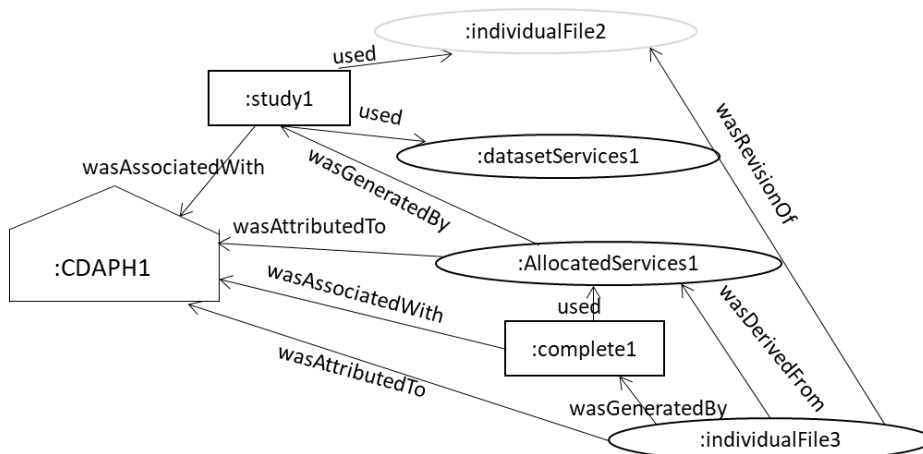 :individualFile2
used
:study1
used
:datasetServices1
wasAssociatedWith
wasGeneratedBy
wasRevisionOf
wasAttributedTo
:CDAPH1
:AllocatedServices1
wasAssociatedWith
used
wasDerivedFrom
:complete1
wasAttributedTo
wasGeneratedBy
:individualFile3